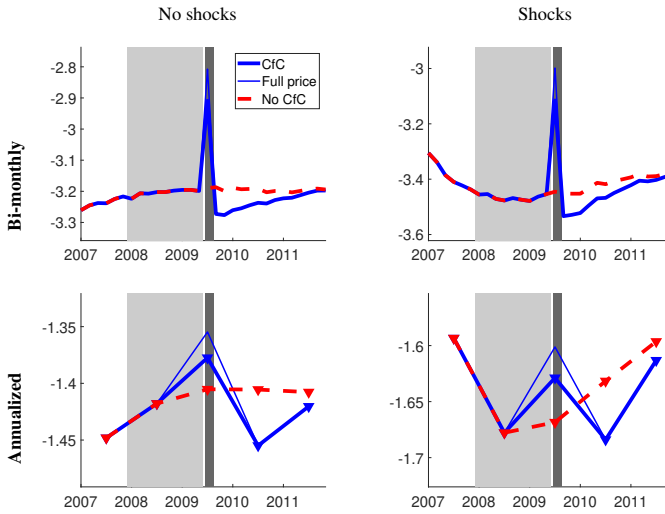 No shocks
Shocks
Bi-monthly
-2.8
-2.9
-3
-3.1
-3.2
-3.3
2007 2008 2009 2010 2011
CfC
Full price
No CfC
-3
-3.2
-3.4
-3.6
2007 2008 2009 2010 2011
Annualized
-1.35
-1.4
-1.45
2007 2008 2009 2010 2011
-1.6
-1.65
-1.7
2007 2008 2009 2010 2011